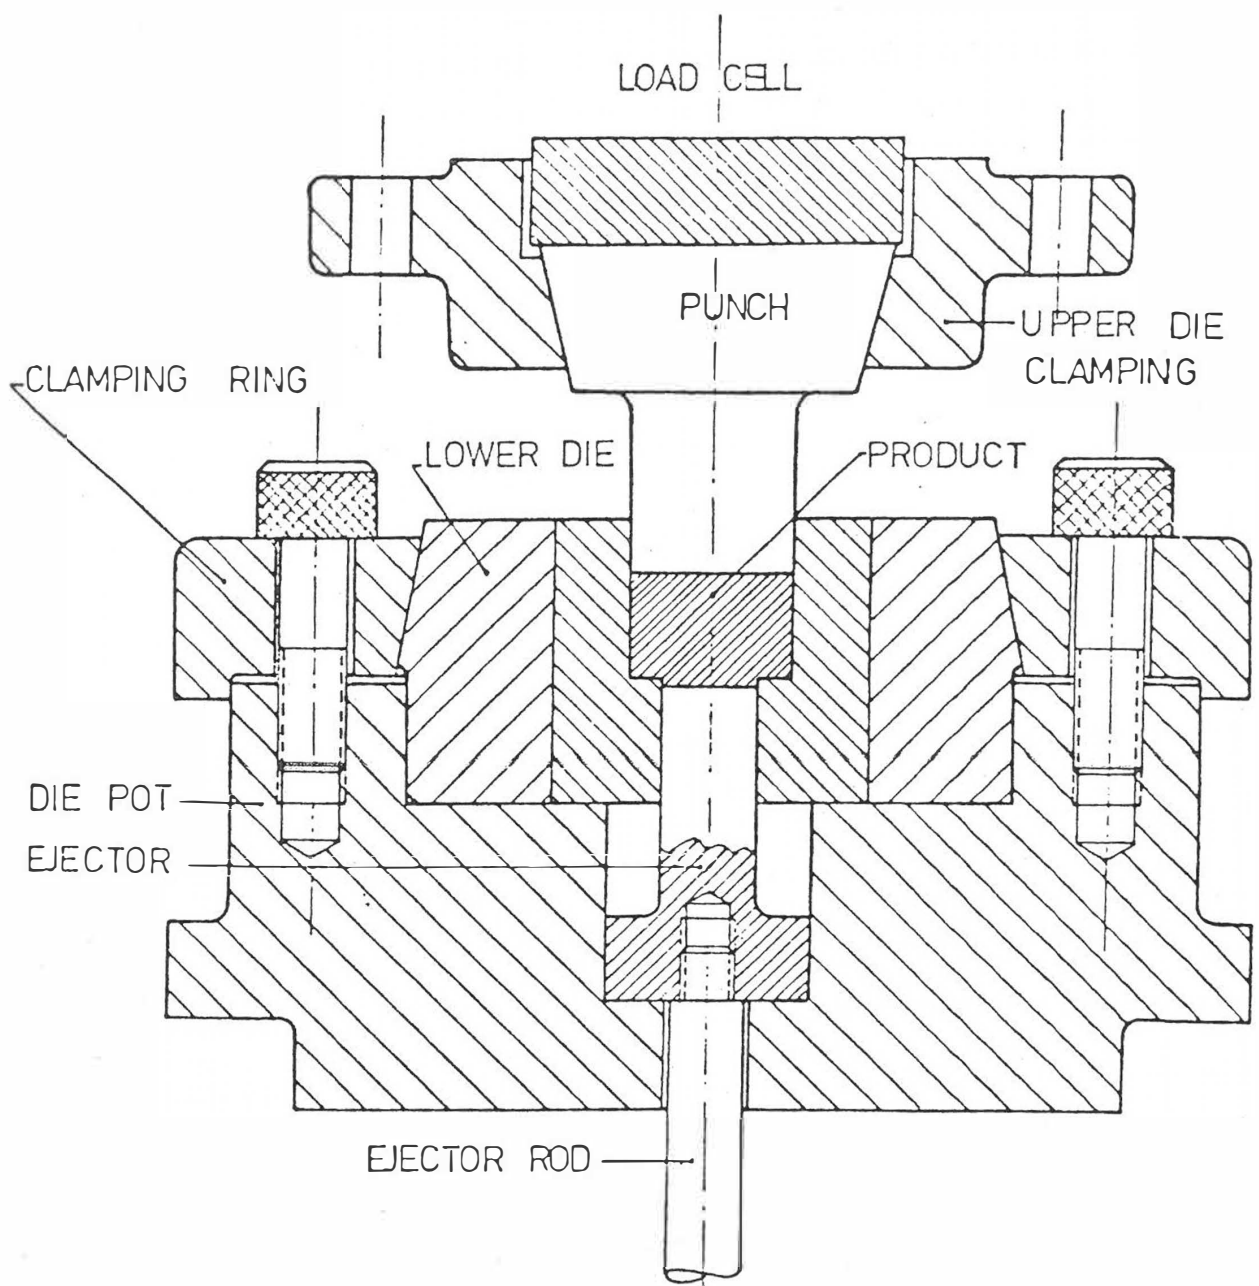 LOAD CELL
PUNCH
UPPER DIE
CLAMPING
CLAMPING RING
LOWER DIE
PRODUCT
DIE POT
EJECTOR
EJECTOR ROD